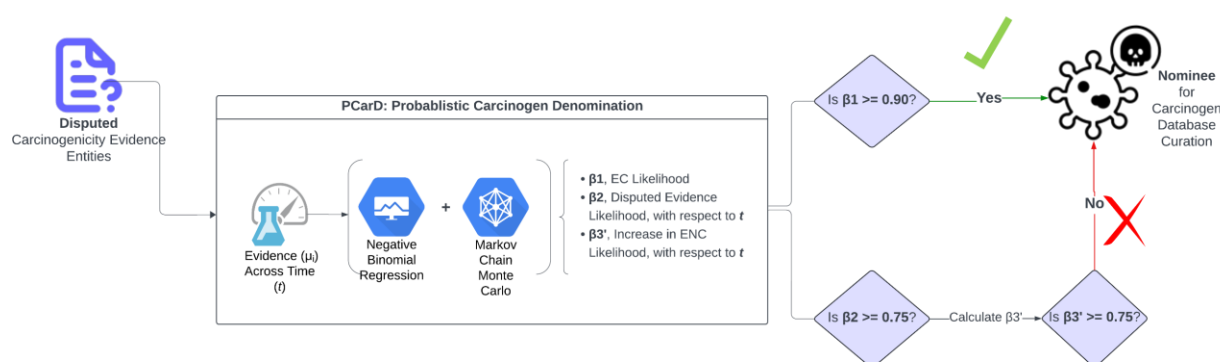 Disputed
Carcinogenicity Evidence
Entities
PCarD: Probablistic Carcinogen Denomination
Evidence (μᵢ)
Across Time
(t)
Negative
Binomial
Regression
+
Markov
Chain
Monte
Carlo
• β1, EC Likelihood
• β2, Disputed Evidence
Likelihood, with respect to t
• β3', Increase in ENC
Likelihood, with respect to t
Is β1 >= 0.90?
Yes
Nominee
for
Carcinogen
Database
Curation
No
Is β2 >= 0.75?
Calculate β3'
Is β3' >= 0.75?